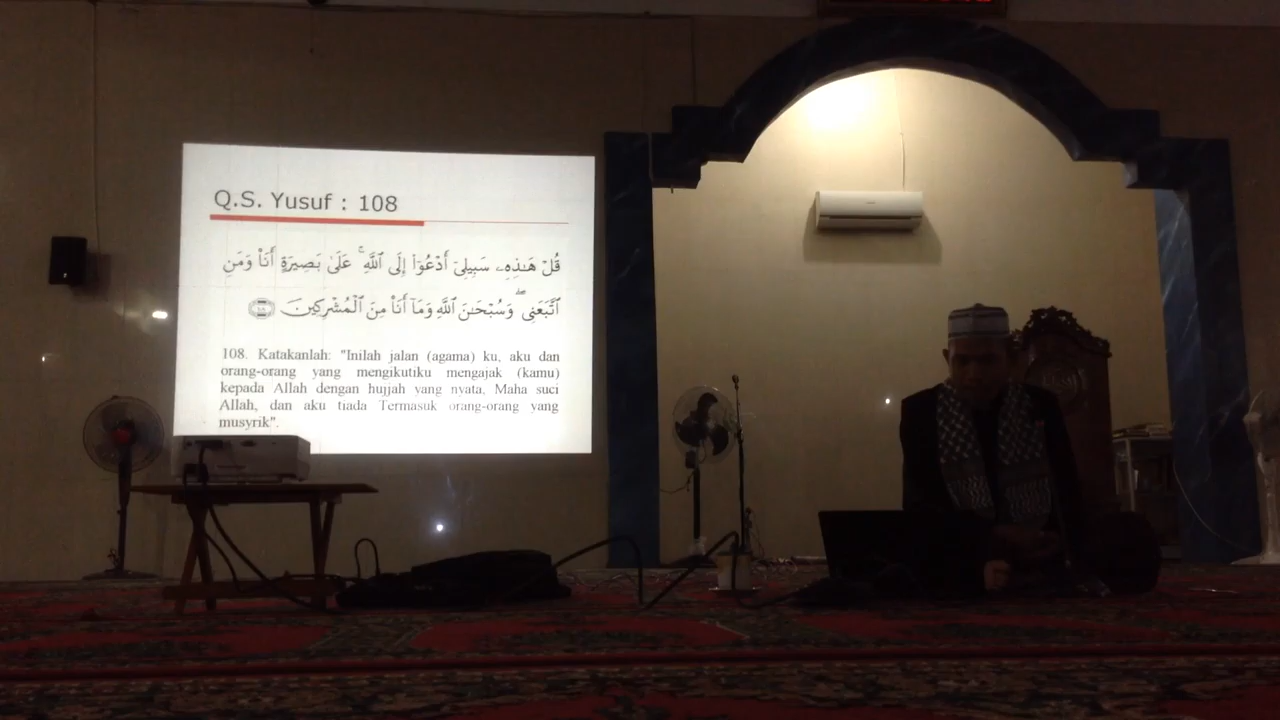 Q.S. Yusuf : 108
قُلْ هَـٰذِهِۦ سَبِيلِىٓ أَدْعُوٓا۟ إِلَى ٱللَّهِ ۚ عَلَىٰ بَصِيرَةٍ أَنَا۠ وَمَنِ
ٱتَّبَعَنِى ۖ وَسُبْحَـٰنَ ٱللَّهِ وَمَآ أَنَا۠ مِنَ ٱلْمُشْرِكِينَ ١٠٨
108. Katakanlah: "Inilah jalan (agama) ku, aku dan
orang-orang yang mengikutiku mengajak (kamu)
kepada Allah dengan hujjah yang nyata, Maha suci
Allah, dan aku tiada Termasuk orang-orang yang
musyrik".